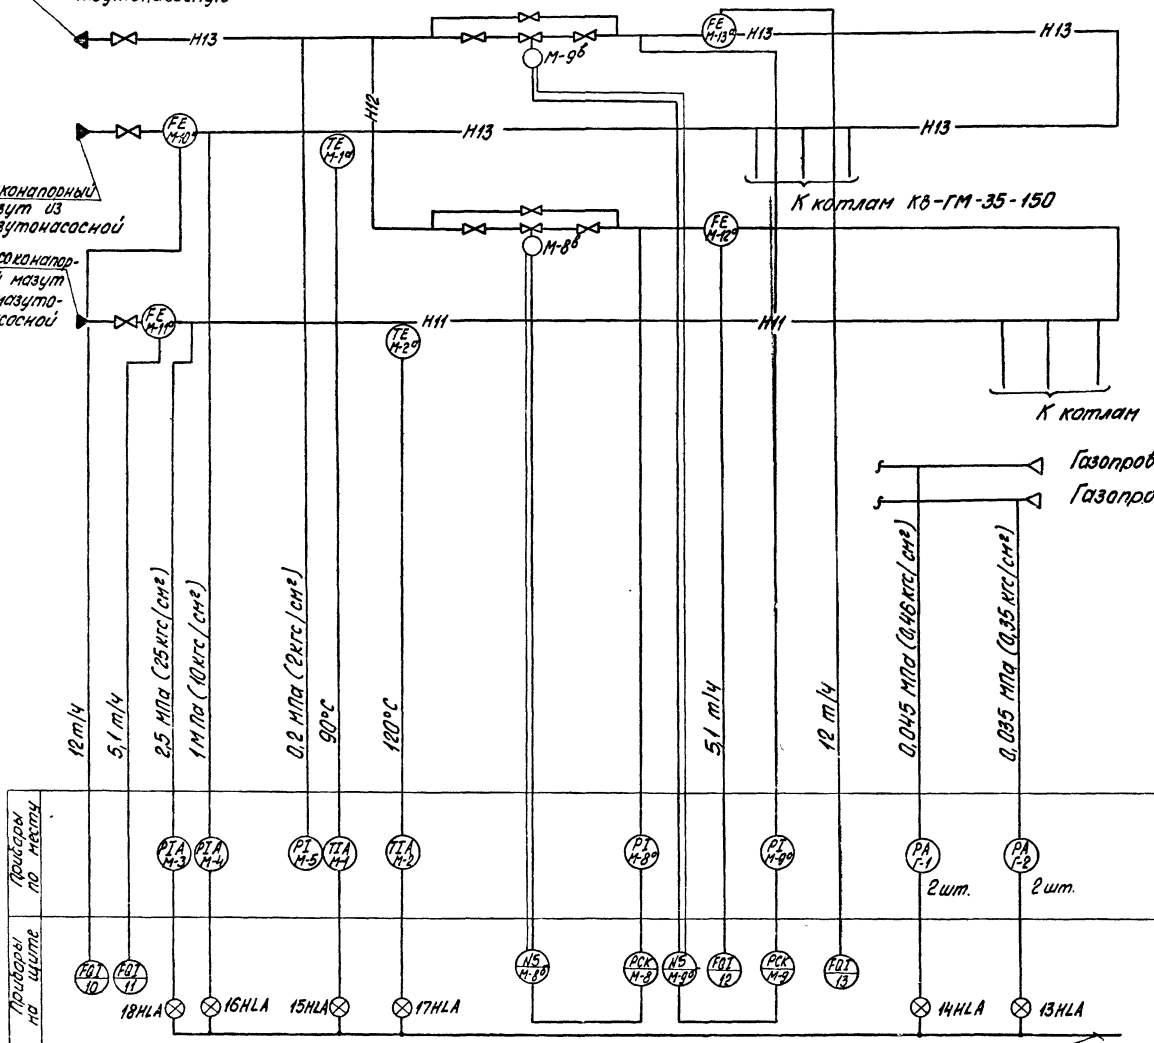 Н13
Н13
Н13
FE
М-13а
М-9б
Н12
FE
М-10а
TE
М-1а
Н13
Н13
К котлам КВ-ГМ-35-150
мазутонасосной
FE
М-12а
М-8б
мазут
FE
М-11а
TE
М-2а
Н11
Н11
К котлам
12 т/ч
5,1 т/ч
2,5 МПа (25 кгс/см²)
1 МПа (10 кгс/см²)
0,2 МПа (2 кгс/см²)
90°С
120°С
5,1 т/ч
12 т/ч
0,045 МПа (0,46 кгс/см²)
0,035 МПа (0,35 кгс/см²)
Приборы
по месту
PIA
М-3
PIA
М-4
PI
М-5
TIA
М-1
TIA
М-2
PI
М-8а
PI
М-9а
PA
Г-1
PA
Г-2
2 шт.
2 шт.
Приборы
на щите
FQI
10
FQI
11
NS
М-8б
PCK
М-8
NS
FQI
12
PCK
М-9
FQI
13
18HLA
16HLA
15HLA
17HLA
14HLA
13HLA